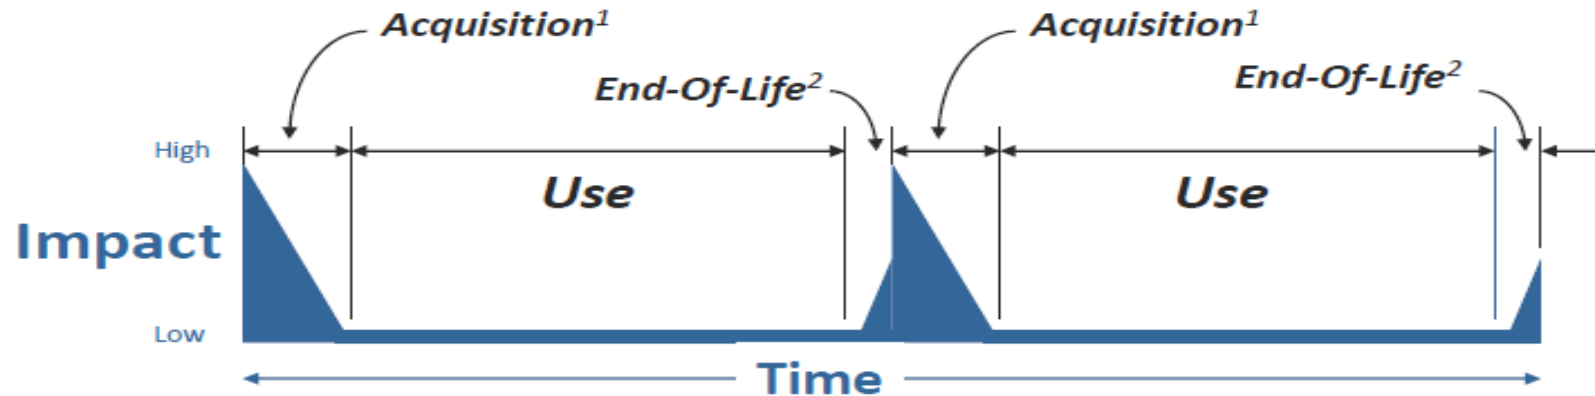 Acquisition¹
Acquisition¹
End-Of-Life²
End-Of-Life²
High
Use
Use
Impact
Low
Time